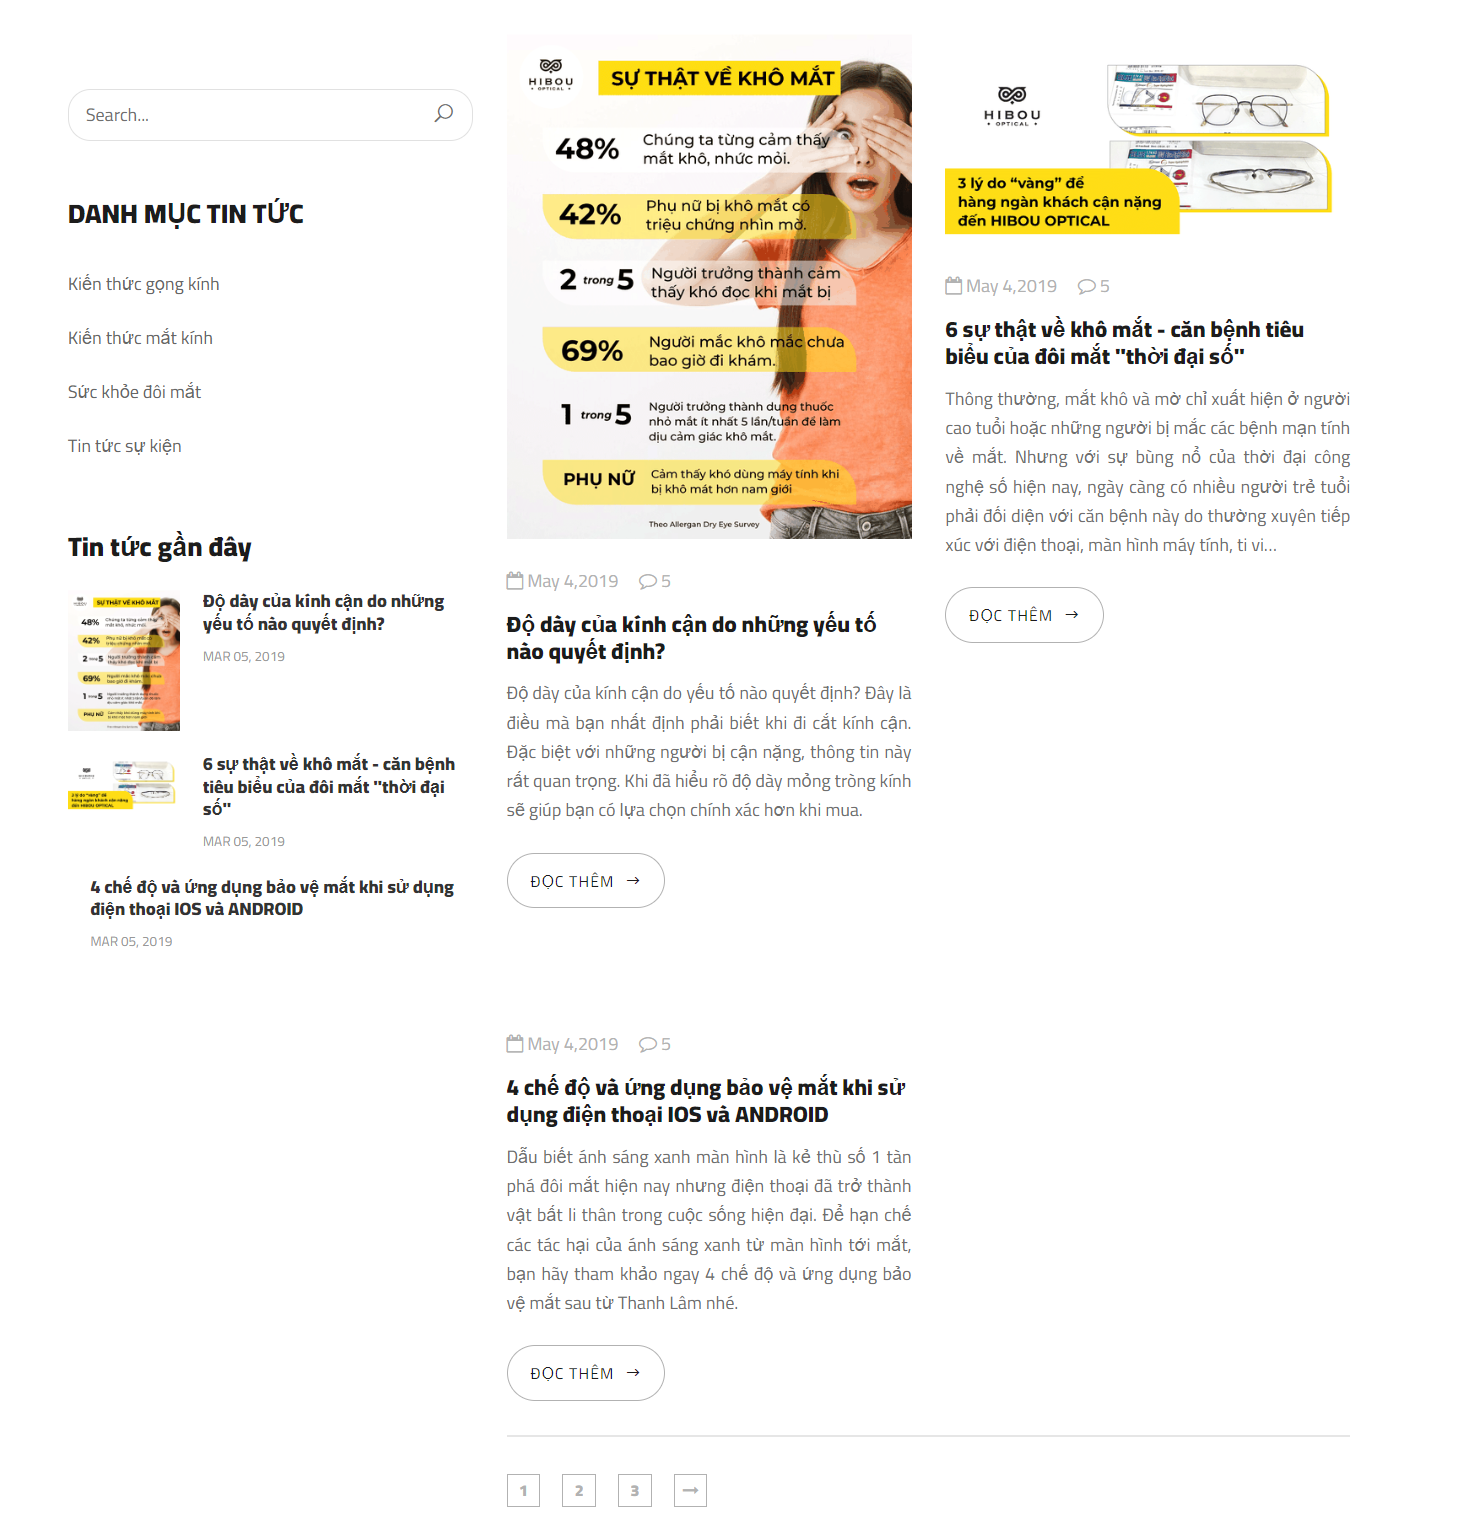 Search...
DANH MỤC TIN TỨC
Kiến thức gọng kính
Kiến thức mắt kính
Sức khỏe đôi mắt
Tin tức sự kiện
Tin tức gần đây
Độ dày của kính cận do những
yếu tố nào quyết định?
MAR 05, 2019
6 sự thật về khô mắt - căn bệnh
tiêu biểu của đôi mắt "thời đại
số"
MAR 05, 2019
4 chế độ và ứng dụng bảo vệ mắt khi sử dụng
điện thoại IOS và ANDROID
MAR 05, 2019
HIBOU
• OPTICAL •
SỰ THẬT VỀ KHÔ MẮT
48% Chúng ta từng cảm thấy
mắt khô, nhức mỏi.
42% Phụ nữ bị khô mắt có
triệu chứng nhìn mờ.
2 trong 5 Người trưởng thành cảm
thấy khó đọc khi mắt bị
69% Người mắc khô mắc chưa
bao giờ đi khám.
1 trong 5 Người trưởng thành dung thuốc
nhỏ mắt ít nhất 5 lần/tuần để làm
dịu cảm giác khô mắt.
PHỤ NỮ Cảm thấy khó dùng máy tính khi
bị khô mát hơn nam giới
Theo Allergan Dry Eye Survey
May 4,2019 5
Độ dày của kính cận do những yếu tố
nào quyết định?
Độ dày của kính cận do yếu tố nào quyết định? Đây là
điều mà bạn nhất định phải biết khi đi cắt kính cận.
Đặc biệt với những người bị cận nặng, thông tin này
rất quan trọng. Khi đã hiểu rõ độ dày mỏng tròng kính
sẽ giúp bạn có lựa chọn chính xác hơn khi mua.
ĐỌC THÊM →
HIBOU
• OPTICAL •
3 lý do “vàng” để
hàng ngàn khách cận nặng
đến HIBOU OPTICAL
May 4,2019 5
6 sự thật về khô mắt - căn bệnh tiêu
biểu của đôi mắt "thời đại số"
Thông thường, mắt khô và mờ chỉ xuất hiện ở người
cao tuổi hoặc những người bị mắc các bệnh mạn tính
về mắt. Nhưng với sự bùng nổ của thời đại công
nghệ số hiện nay, ngày càng có nhiều người trẻ tuổi
phải đối diện với căn bệnh này do thường xuyên tiếp
xúc với điện thoại, màn hình máy tính, ti vi...
ĐỌC THÊM →
May 4,2019 5
4 chế độ và ứng dụng bảo vệ mắt khi sử
dụng điện thoại IOS và ANDROID
Dẫu biết ánh sáng xanh màn hình là kẻ thù số 1 tàn
phá đôi mắt hiện nay nhưng điện thoại đã trở thành
vật bất li thân trong cuộc sống hiện đại. Để hạn chế
các tác hại của ánh sáng xanh từ màn hình tới mắt,
bạn hãy tham khảo ngay 4 chế độ và ứng dụng bảo
vệ mắt sau từ Thanh Lâm nhé.
ĐỌC THÊM →
1 2 3 →